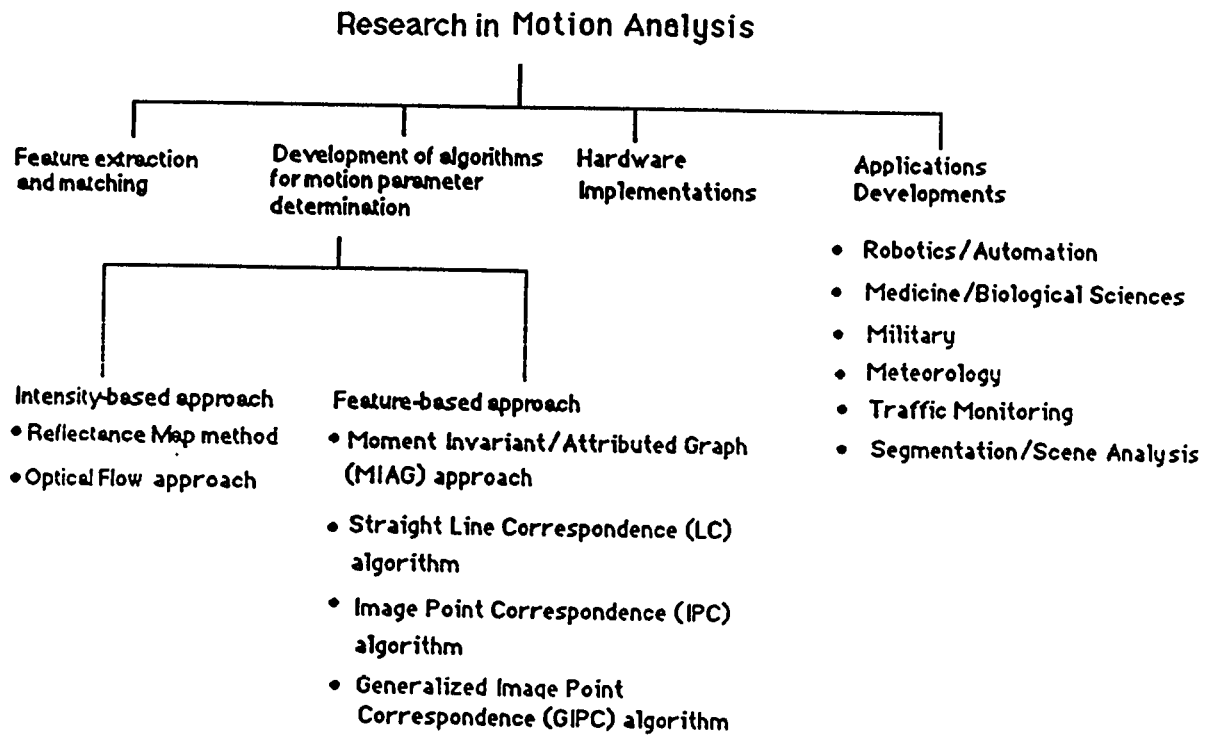 Research in Motion Analysis
Feature extraction
and matching
Development of algorithms
for motion parameter
determination
Hardware
Implementations
Applications
Developments
• Robotics/Automation
• Medicine/Biological Sciences
• Military
• Meteorology
• Traffic Monitoring
• Segmentation/Scene Analysis
Intensity-based approach
• Reflectance Map method
• Optical Flow approach
Feature-based approach
• Moment Invariant/Attributed Graph
(MIAG) approach
• Straight Line Correspondence (LC)
algorithm
• Image Point Correspondence (IPC)
algorithm
• Generalized Image Point
Correspondence (GIPC) algorithm